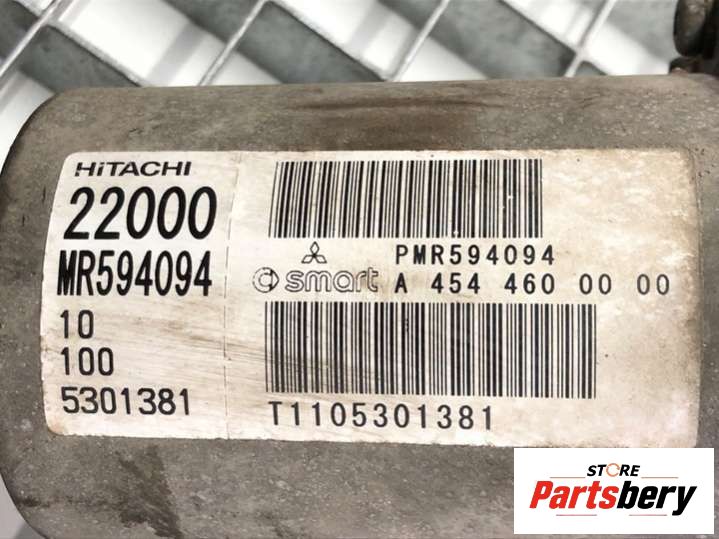 HITACHI
22000
MR594094
10
100
5301381
PMR594094
smart A 454 460 00 00
T1105301381
STORE
Partsbery